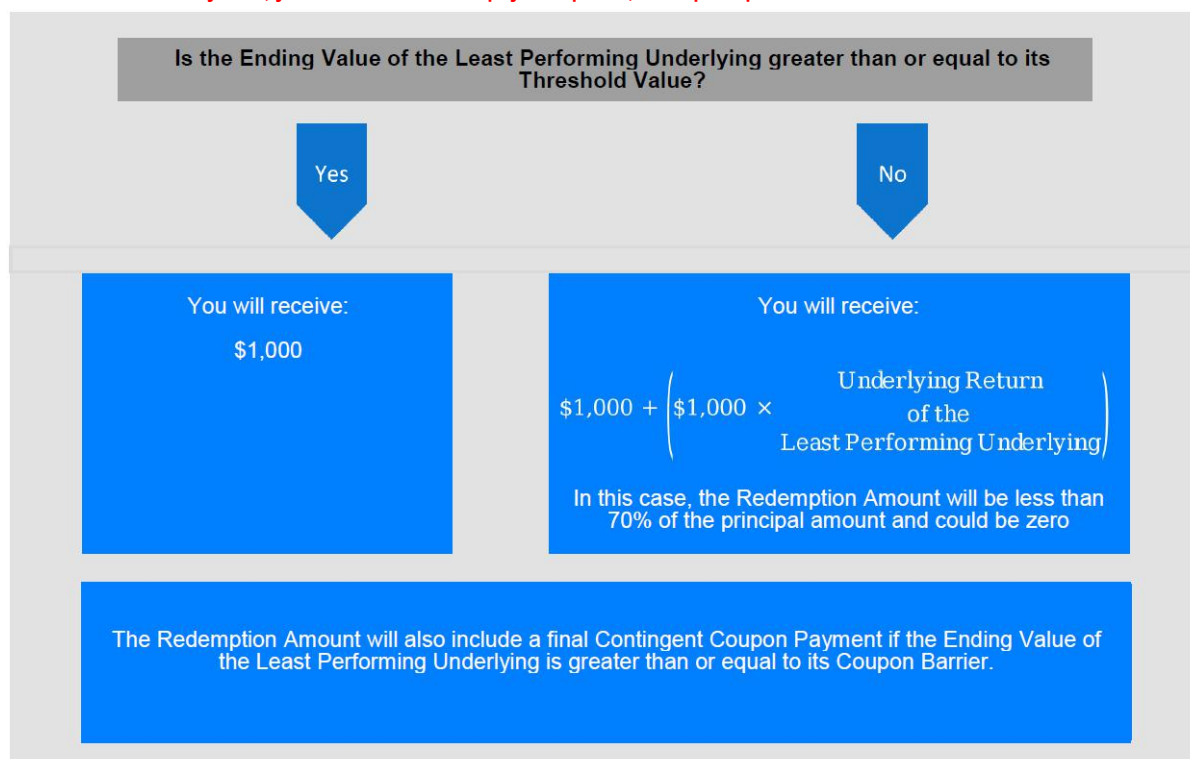 Is the Ending Value of the Least Performing Underlying greater than or equal to its
Threshold Value?
Yes
No
You will receive:
$1,000
You will receive:
$1,000 + ($1,000 × Underlying Return
of the
Least Performing Underlying)
In this case, the Redemption Amount will be less than
70% of the principal amount and could be zero
The Redemption Amount will also include a final Contingent Coupon Payment if the Ending Value of
the Least Performing Underlying is greater than or equal to its Coupon Barrier.